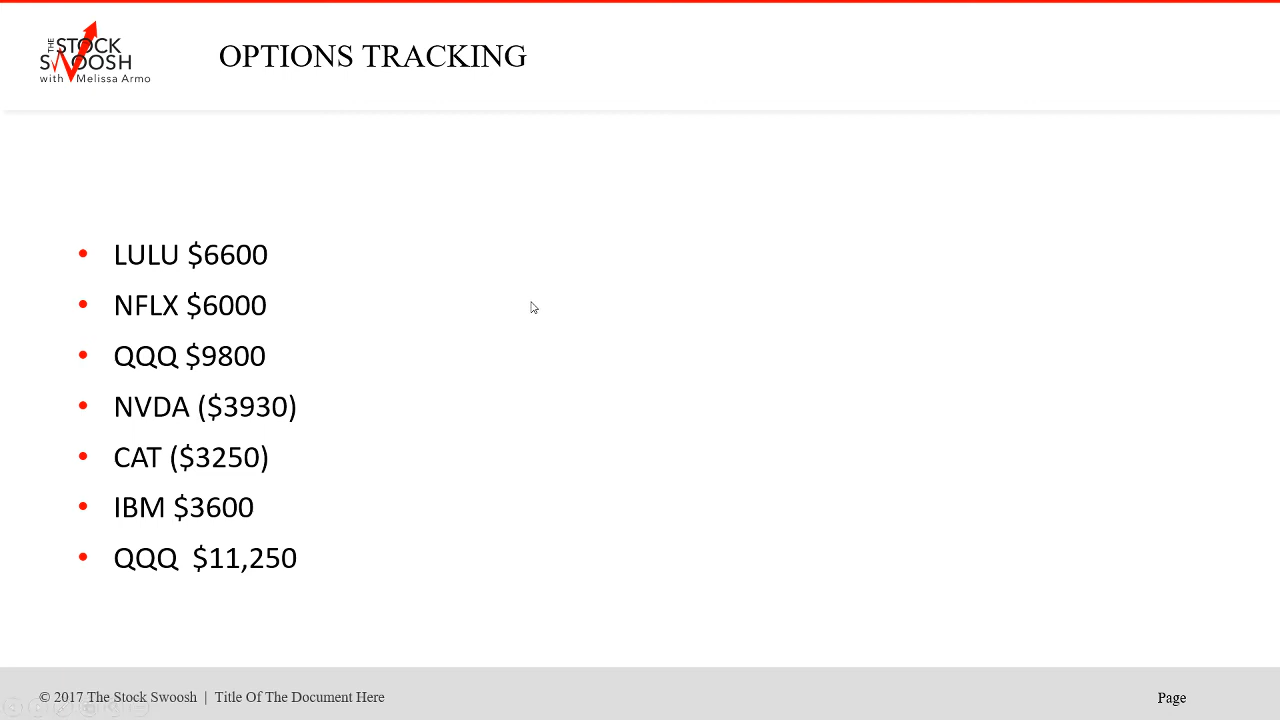 THE
STOCK
SWOOSH
with Melissa Armo
OPTIONS TRACKING
• LULU $6600
• NFLX $6000
• QQQ $9800
• NVDA ($3930)
• CAT ($3250)
• IBM $3600
• QQQ  $11,250
© 2017 The Stock Swoosh | Title Of The Document Here
Page